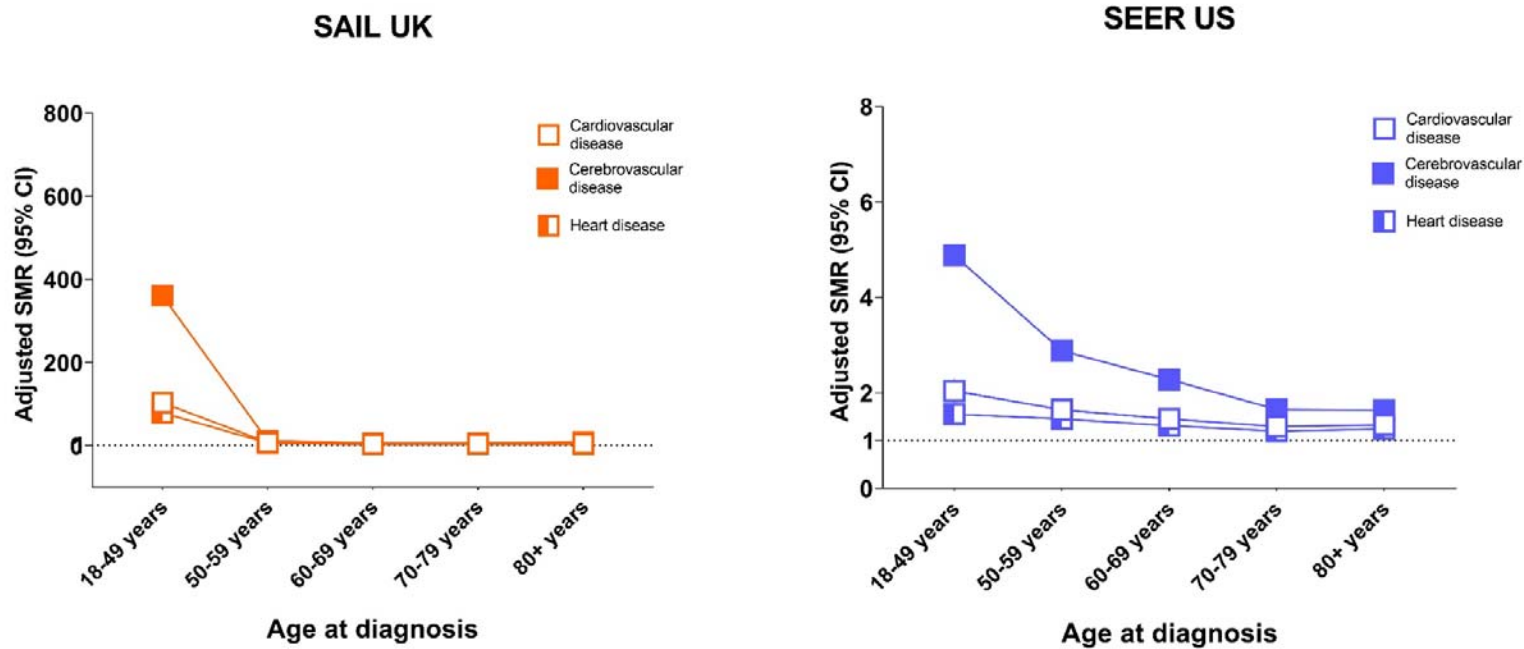 SAIL UK
Adjusted SMR (95% CI)
800
600
400
200
0
Cardiovascular
disease
Cerebrovascular
disease
Heart disease
18-49 years
50-59 years
60-69 years
70-79 years
80+ years
Age at diagnosis
SEER US
Adjusted SMR (95% CI)
8
6
4
2
1
0
Cardiovascular
disease
Cerebrovascular
disease
Heart disease
18-49 years
50-59 years
60-69 years
70-79 years
80+ years
Age at diagnosis